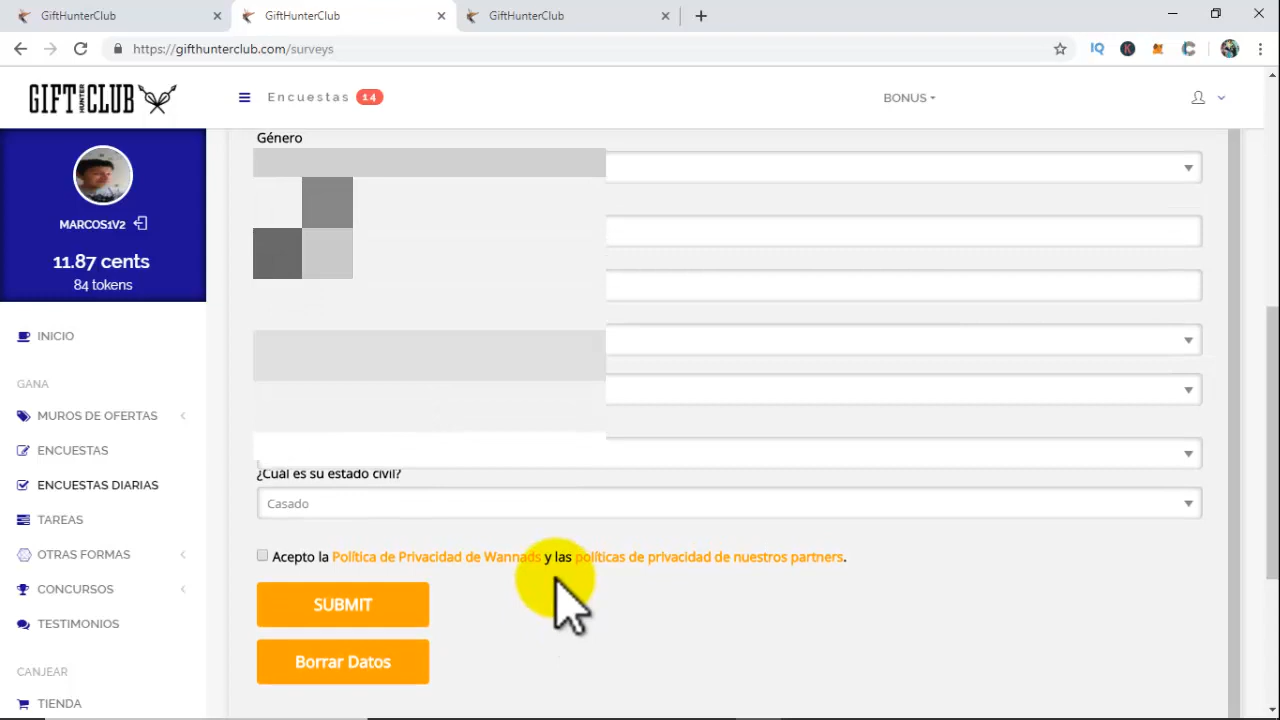 GiftHunterClub
GiftHunterClub
GiftHunterClub
https://gifthunterclub.com/surveys
GIFT HUNTER CLUB
Encuestas 14
BONUS
MARCOS1V2
11.87 cents
84 tokens
INICIO
GANA
MUROS DE OFERTAS
ENCUESTAS
ENCUESTAS DIARIAS
TAREAS
OTRAS FORMAS
CONCURSOS
TESTIMONIOS
CANJEAR
TIENDA
Género
¿Cuál es su estado civil?
Casado
Acepto la Política de Privacidad de Wannads y las políticas de privacidad de nuestros partners.
SUBMIT
Borrar Datos